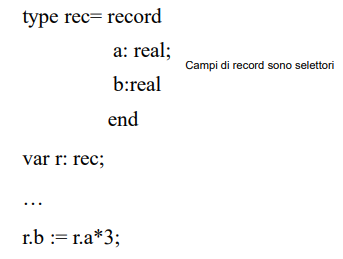 type rec= record
a: real;
Campi di record sono selettori
b:real
end
var r: rec;
…
r.b := r.a*3;